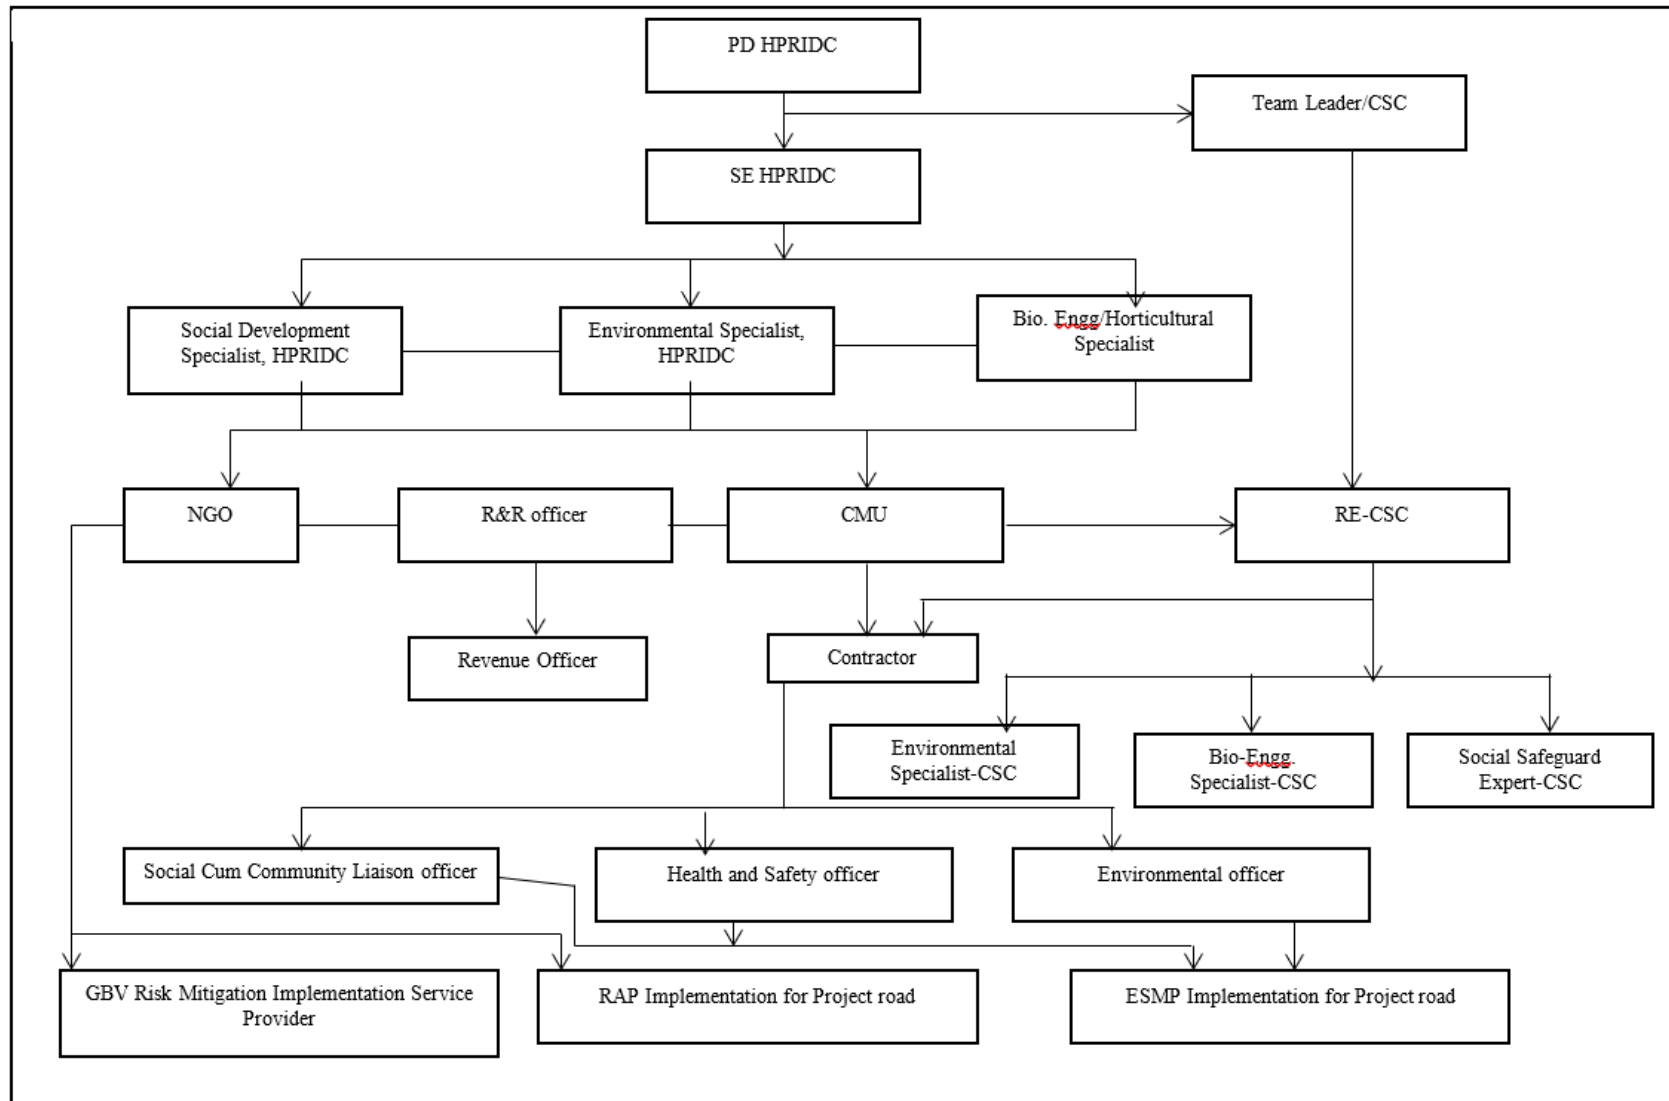 PD HPRIDC
Team Leader/CSC
SE HPRIDC
Social Development
Specialist, HPRIDC
Environmental Specialist,
HPRIDC
Bio. Engg/Horticultural
Specialist
NGO
R&R officer
CMU
RE-CSC
Revenue Officer
Contractor
Environmental
Specialist-CSC
Bio-Engg.
Specialist-CSC
Social Safeguard
Expert-CSC
Social Cum Community Liaison officer
Health and Safety officer
Environmental officer
GBV Risk Mitigation Implementation Service
Provider
RAP Implementation for Project road
ESMP Implementation for Project road